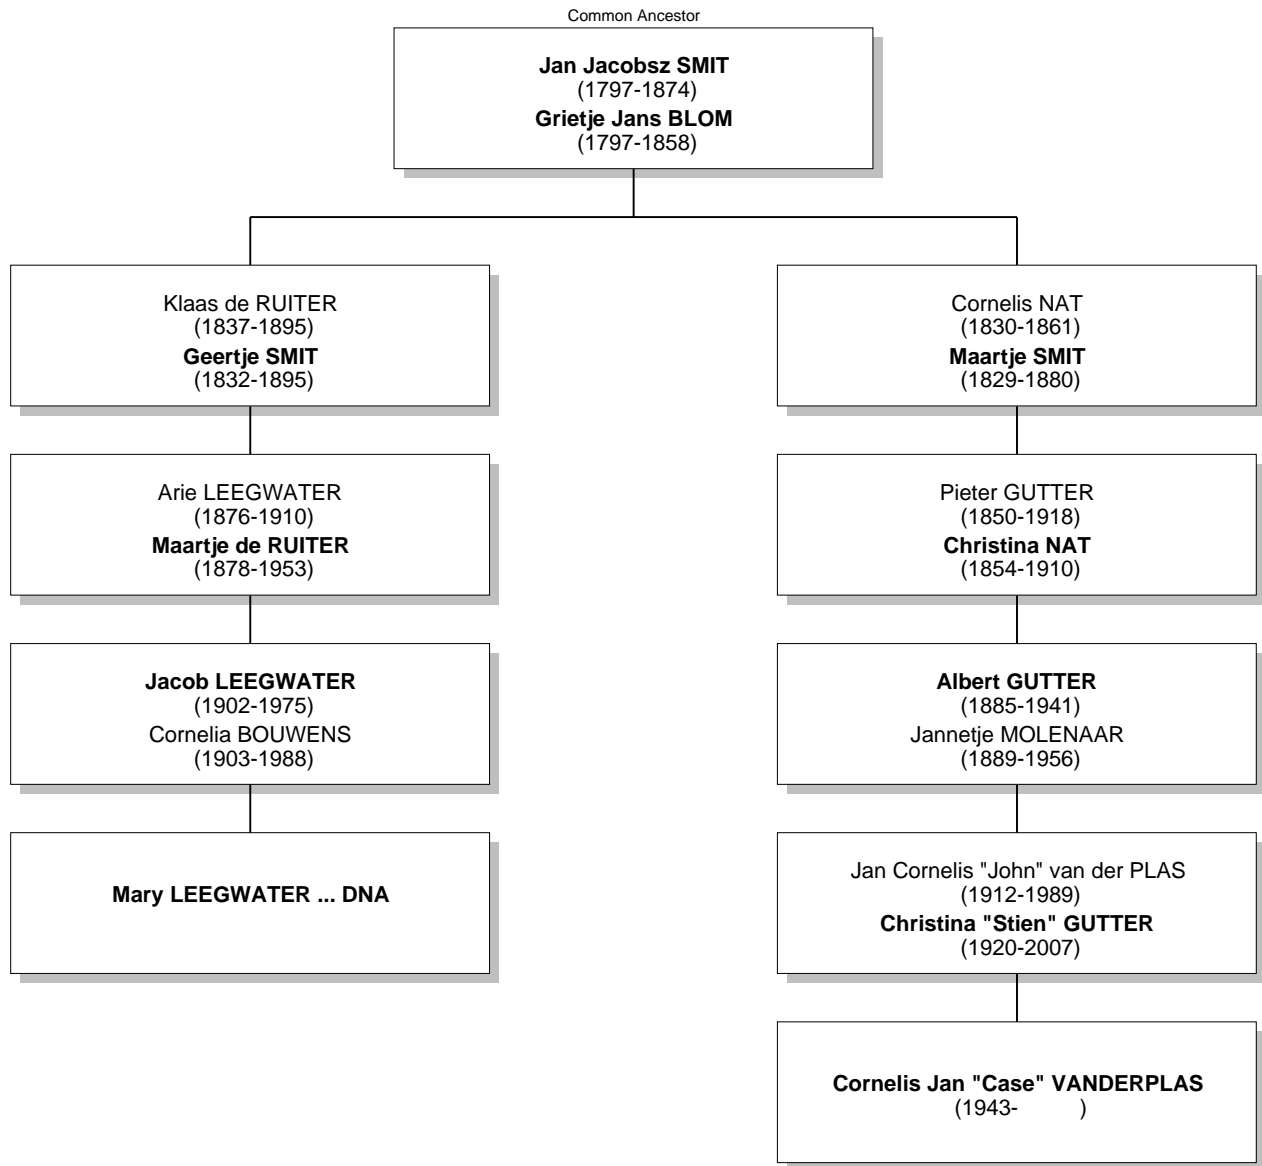 Common Ancestor
Jan Jacobsz SMIT
(1797-1874)
Grietje Jans BLOM
(1797-1858)
Klaas de RUITER
(1837-1895)
Geertje SMIT
(1832-1895)
Cornelis NAT
(1830-1861)
Maartje SMIT
(1829-1880)
Arie LEEGWATER
(1876-1910)
Maartje de RUITER
(1878-1953)
Pieter GUTTER
(1850-1918)
Christina NAT
(1854-1910)
Jacob LEEGWATER
(1902-1975)
Cornelia BOUWENS
(1903-1988)
Albert GUTTER
(1885-1941)
Jannetje MOLENAAR
(1889-1956)
Mary LEEGWATER ... DNA
Jan Cornelis "John" van der PLAS
(1912-1989)
Christina "Stien" GUTTER
(1920-2007)
Cornelis Jan "Case" VANDERPLAS
(1943- )